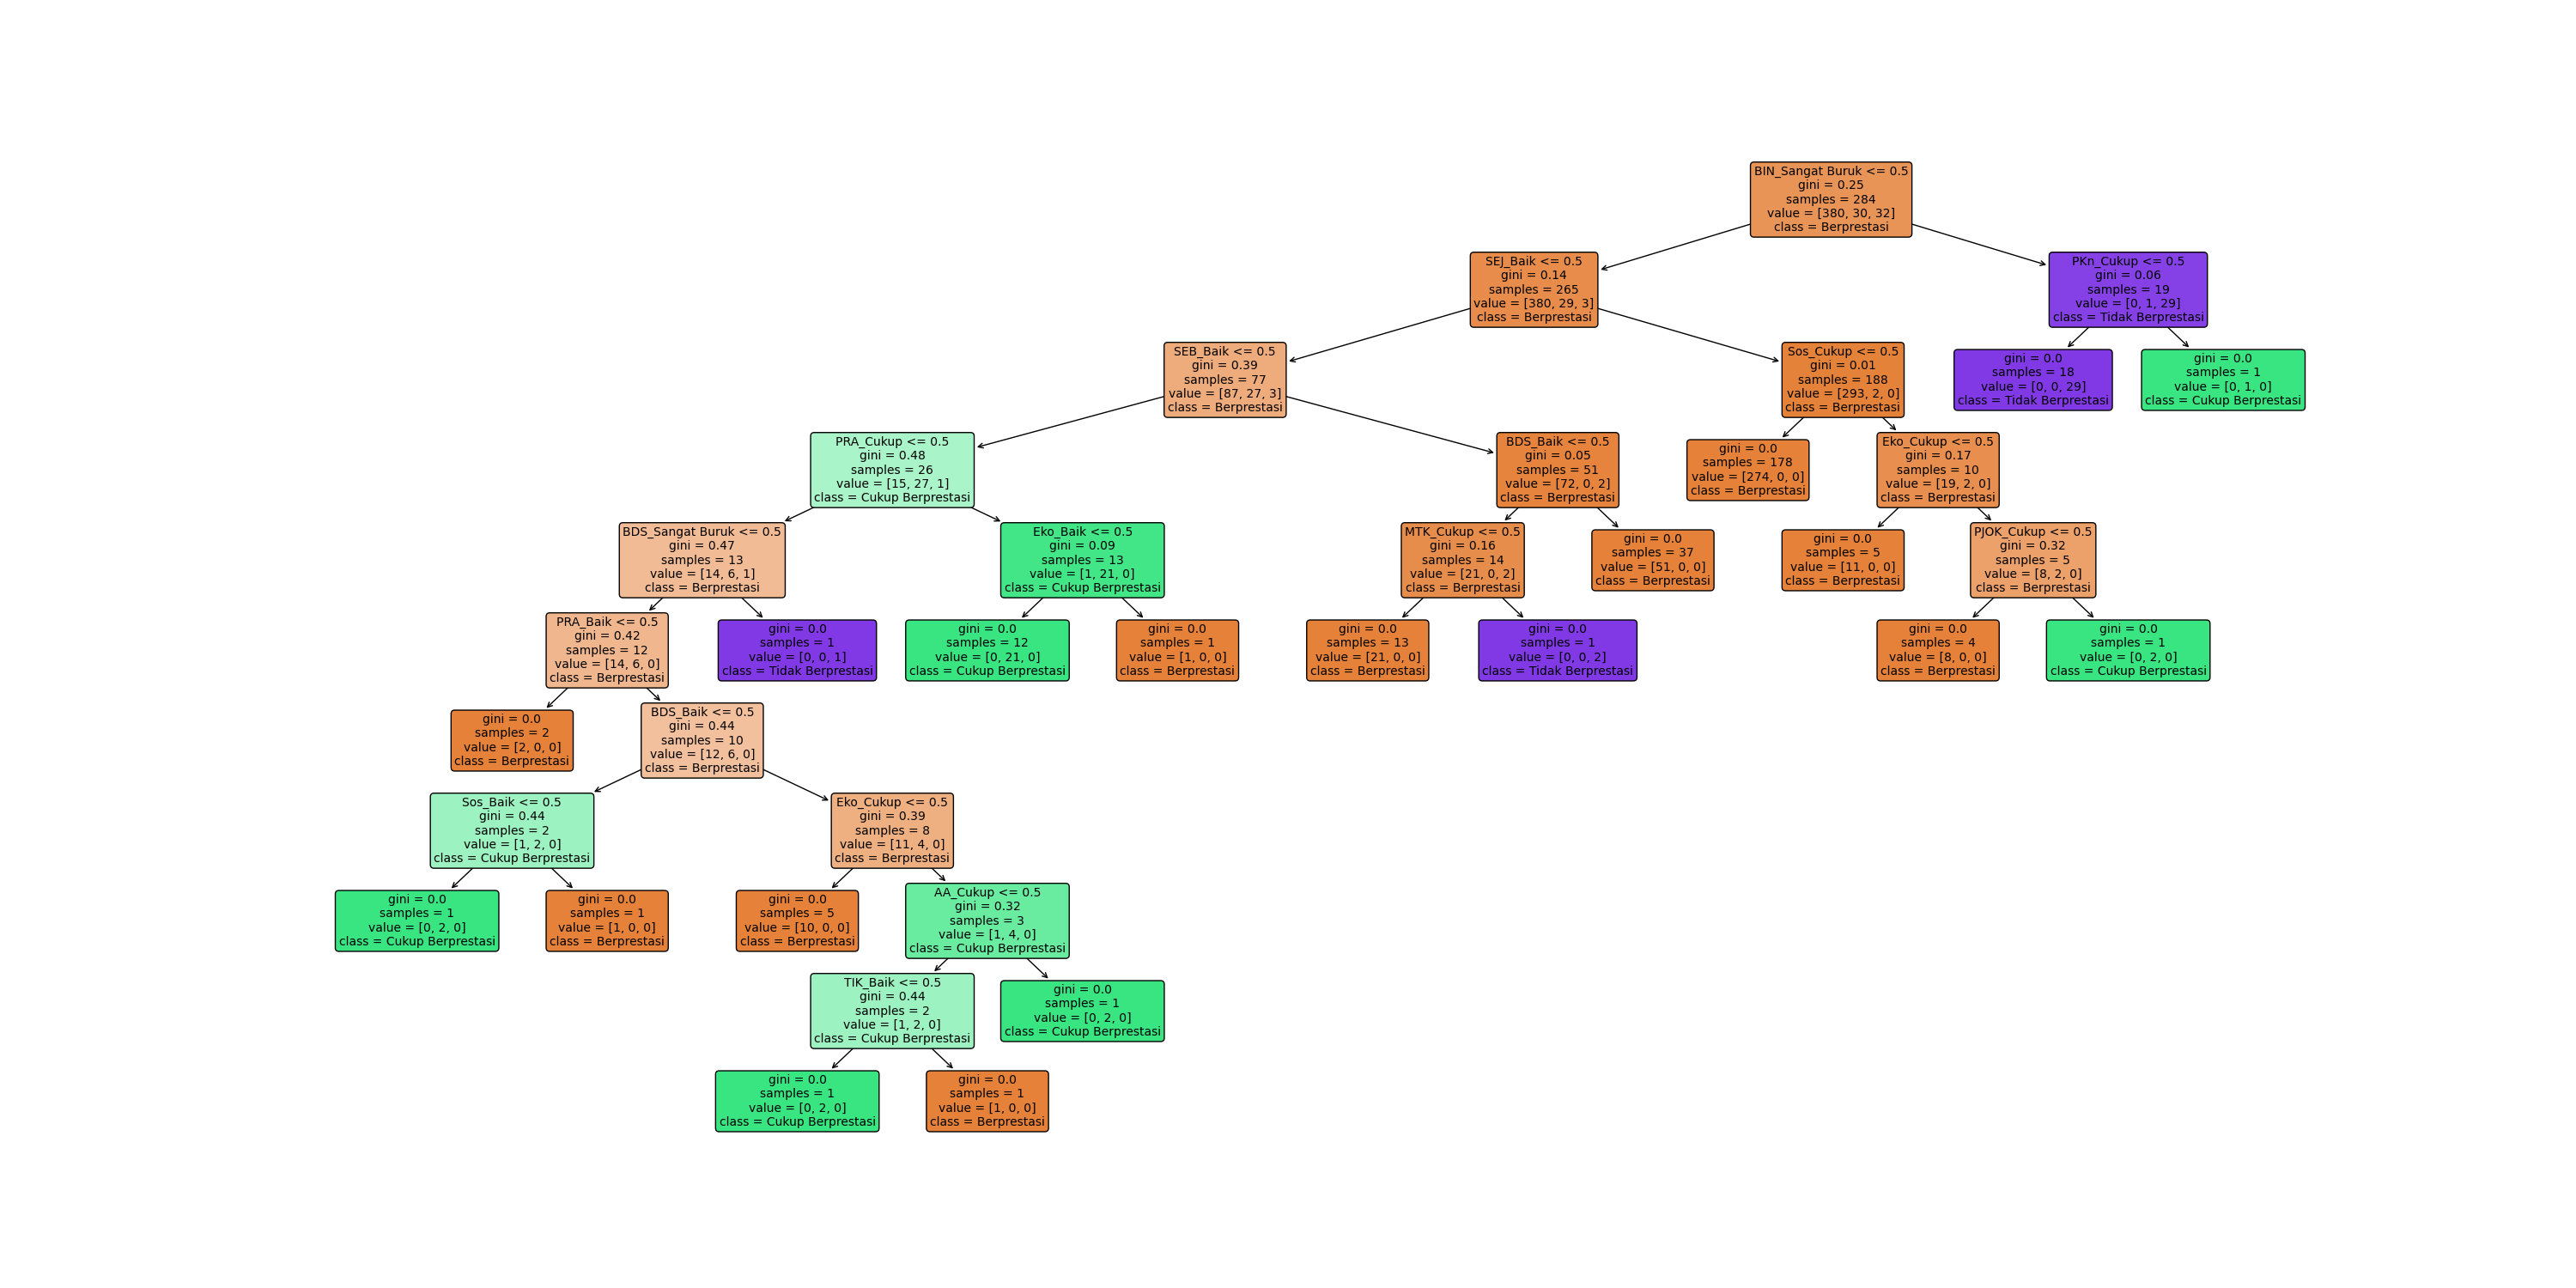 BIN_Sangat Buruk <= 0.5
gini = 0.25
samples = 284
value = [380, 30, 32]
class = Berprestasi
SEJ_Baik <= 0.5
gini = 0.14
samples = 265
value = [380, 29, 3]
class = Berprestasi
PKn_Cukup <= 0.5
gini = 0.06
samples = 19
value = [0, 1, 29]
class = Tidak Berprestasi
SEB_Baik <= 0.5
gini = 0.39
samples = 77
value = [87, 27, 3]
class = Berprestasi
Sos_Cukup <= 0.5
gini = 0.01
samples = 188
value = [293, 2, 0]
class = Berprestasi
gini = 0.0
samples = 18
value = [0, 0, 29]
class = Tidak Berprestasi
gini = 0.0
samples = 1
value = [0, 1, 0]
class = Cukup Berprestasi
PRA_Cukup <= 0.5
gini = 0.48
samples = 26
value = [15, 27, 1]
class = Cukup Berprestasi
BDS_Baik <= 0.5
gini = 0.05
samples = 51
value = [72, 0, 2]
class = Berprestasi
gini = 0.0
samples = 178
value = [274, 0, 0]
class = Berprestasi
Eko_Cukup <= 0.5
gini = 0.17
samples = 10
value = [19, 2, 0]
class = Berprestasi
BDS_Sangat Buruk <= 0.5
gini = 0.47
samples = 13
value = [14, 6, 1]
class = Berprestasi
Eko_Baik <= 0.5
gini = 0.09
samples = 13
value = [1, 21, 0]
class = Cukup Berprestasi
MTK_Cukup <= 0.5
gini = 0.16
samples = 14
value = [21, 0, 2]
class = Berprestasi
gini = 0.0
samples = 37
value = [51, 0, 0]
class = Berprestasi
gini = 0.0
samples = 5
value = [11, 0, 0]
class = Berprestasi
PJOK_Cukup <= 0.5
gini = 0.32
samples = 5
value = [8, 2, 0]
class = Berprestasi
PRA_Baik <= 0.5
gini = 0.42
samples = 12
value = [14, 6, 0]
class = Berprestasi
gini = 0.0
samples = 1
value = [0, 0, 1]
class = Tidak Berprestasi
gini = 0.0
samples = 12
value = [0, 21, 0]
class = Cukup Berprestasi
gini = 0.0
samples = 1
value = [1, 0, 0]
class = Berprestasi
gini = 0.0
samples = 13
value = [21, 0, 0]
class = Berprestasi
gini = 0.0
samples = 1
value = [0, 0, 2]
class = Tidak Berprestasi
gini = 0.0
samples = 4
value = [8, 0, 0]
class = Berprestasi
gini = 0.0
samples = 1
value = [0, 2, 0]
class = Cukup Berprestasi
gini = 0.0
samples = 2
value = [2, 0, 0]
class = Berprestasi
BDS_Baik <= 0.5
gini = 0.44
samples = 10
value = [12, 6, 0]
class = Berprestasi
Sos_Baik <= 0.5
gini = 0.44
samples = 2
value = [1, 2, 0]
class = Cukup Berprestasi
Eko_Cukup <= 0.5
gini = 0.39
samples = 8
value = [11, 4, 0]
class = Berprestasi
gini = 0.0
samples = 1
value = [0, 2, 0]
class = Cukup Berprestasi
gini = 0.0
samples = 1
value = [1, 0, 0]
class = Berprestasi
gini = 0.0
samples = 5
value = [10, 0, 0]
class = Berprestasi
AA_Cukup <= 0.5
gini = 0.32
samples = 3
value = [1, 4, 0]
class = Cukup Berprestasi
TIK_Baik <= 0.5
gini = 0.44
samples = 2
value = [1, 2, 0]
class = Cukup Berprestasi
gini = 0.0
samples = 1
value = [0, 2, 0]
class = Cukup Berprestasi
gini = 0.0
samples = 1
value = [0, 2, 0]
class = Cukup Berprestasi
gini = 0.0
samples = 1
value = [1, 0, 0]
class = Berprestasi